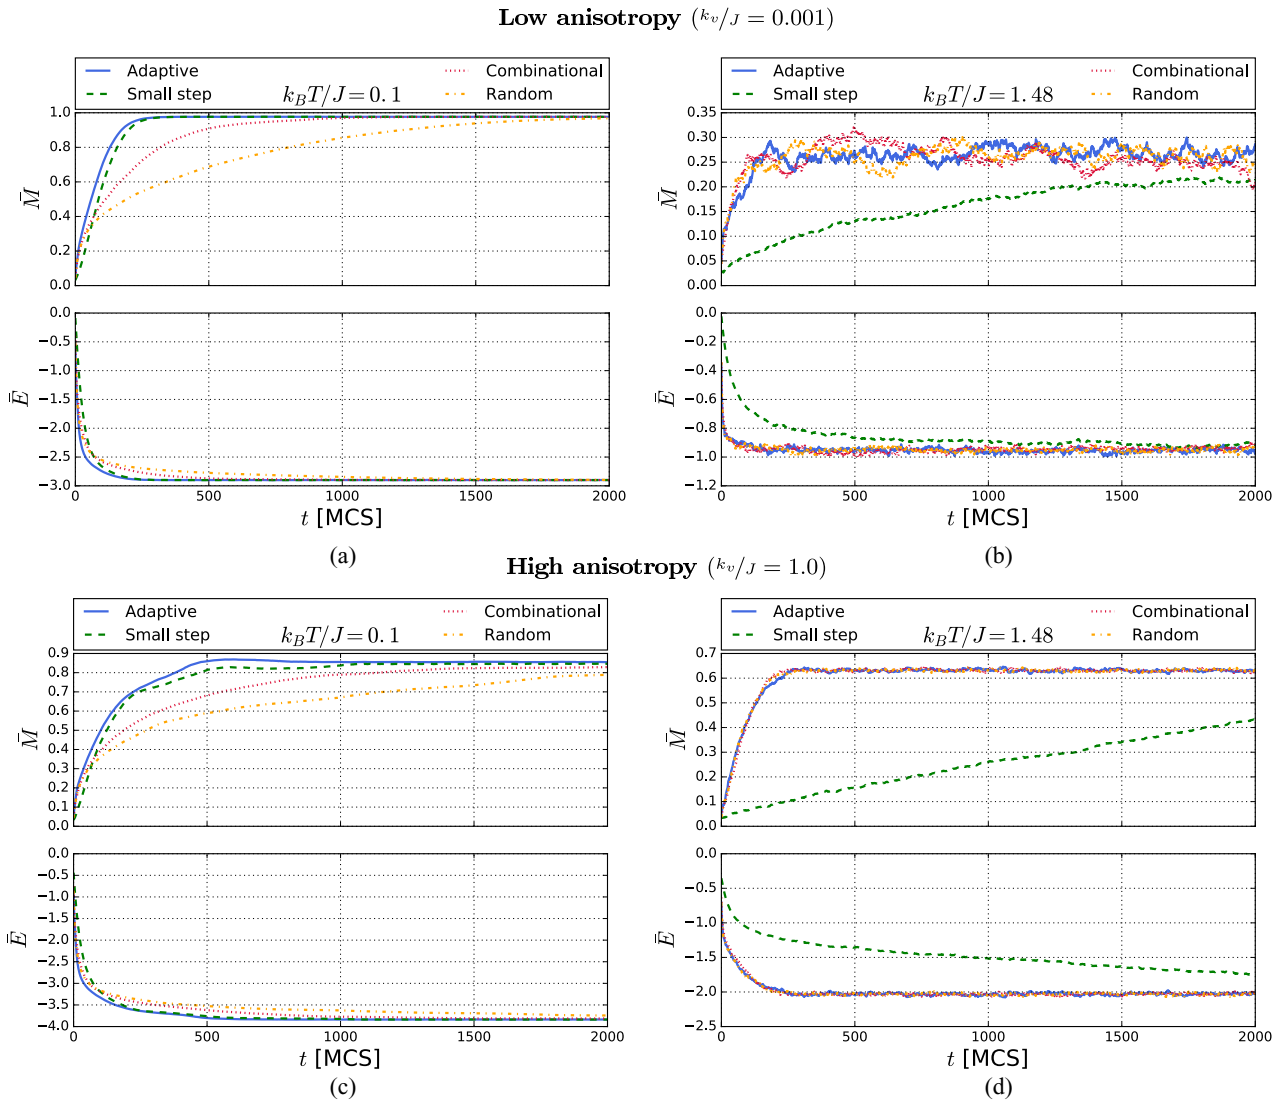 Low anisotropy (k_v/J = 0.001)
Adaptive
Small step
k_BT/J=0.1
Combinational
Random
1.0
0.8
0.6
0.4
0.2
0.0
M̄
0.0
−0.5
−1.0
−1.5
−2.0
−2.5
−3.0
Ē
0 500 1000 1500 2000
t [MCS]
(a)
Adaptive
Small step
k_BT/J=1.48
Combinational
Random
0.35
0.30
0.25
0.20
0.15
0.10
0.05
0.00
M̄
0.0
−0.2
−0.4
−0.6
−0.8
−1.0
−1.2
Ē
0 500 1000 1500 2000
t [MCS]
(b)
High anisotropy (k_v/J = 1.0)
Adaptive
Small step
k_BT/J=0.1
Combinational
Random
0.9
0.8
0.7
0.6
0.5
0.4
0.3
0.2
0.1
0.0
M̄
0.0
−0.5
−1.0
−1.5
−2.0
−2.5
−3.0
−3.5
−4.0
Ē
0 500 1000 1500 2000
t [MCS]
(c)
Adaptive
Small step
k_BT/J=1.48
Combinational
Random
0.7
0.6
0.5
0.4
0.3
0.2
0.1
0.0
M̄
0.0
−0.5
−1.0
−1.5
−2.0
−2.5
Ē
0 500 1000 1500 2000
t [MCS]
(d)